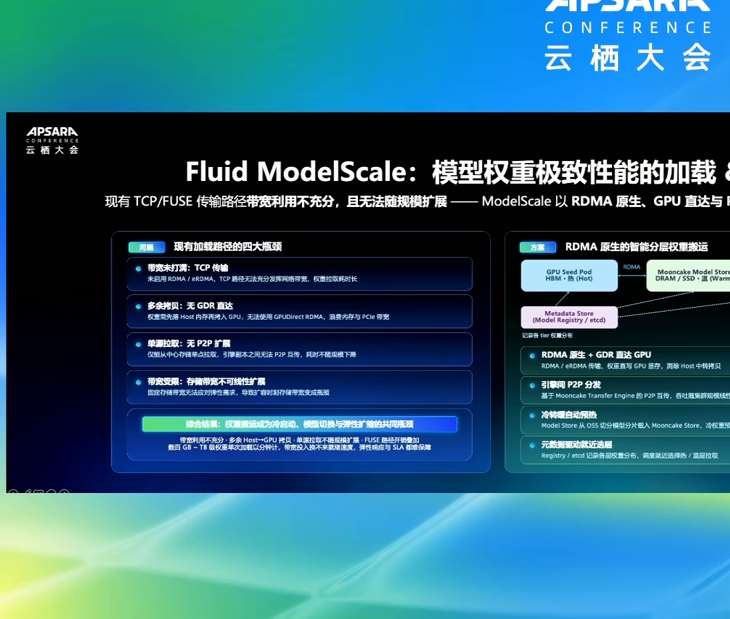 APSARA
CONFERENCE
云栖大会
APSARA
CONFERENCE
云栖大会
Fluid ModelScale：模型权重极致性能的加载 &
现有 TCP/FUSE 传输路径带宽利用不充分，且无法随规模扩展 —— ModelScale 以 RDMA 原生、GPU 直达与
问题 现有加载路径的四大瓶颈
带宽未打满：TCP 传输
未启用 RDMA / eRDMA，TCP 路径无法充分发挥网络带宽，权重拉取耗时长
多余拷贝：无 GDR 直达
权重需先落 Host 内存再拷入 GPU，无法使用 GPUDirect RDMA，浪费内存与 PCIe 带宽
单源拉取：无 P2P 扩展
仅能从中心存储单点拉取，引擎副本之间无法 P2P 互传，耗时不随规模下降
带宽受限：存储带宽不可线性扩展
固定存储带宽无法应对弹性需求，导致扩容时刻存储带宽变成瓶颈
综合结果：权重搬运成为冷启动、模型切换与弹性扩缩的共同瓶颈
带宽利用不充分 · 多余 Host→GPU 拷贝 · 单源拉取不随规模扩展 · FUSE 路径开销叠加
数百 GB ~ TB 级权重单次加载以分钟计，带宽投入换不来就绪速度，弹性响应与 SLA 都难保障
方案 RDMA 原生的智能分层权重搬运
GPU Seed Pod
HBM · 热 (Hot)
RDMA
Mooncake Model Store
DRAM / SSD · 温 (Warm
Metadata Store
(Model Registry / etcd)
记录各 tier 权重分布
RDMA 原生 + GDR 直达 GPU
RDMA / eRDMA 传输，权重直写 GPU 显存，消除 Host 中转拷贝
引擎间 P2P 分发
基于 Mooncake Transfer Engine 的 P2P 互传，吞吐随集群规模线性
冷转暖自动预热
Model Store 从 OSS 切分模型分片载入 Mooncake Store，冷权重预
元数据驱动就近选层
Registry / etcd 记录各层权重分布，调度就近选择热 / 温层拉取